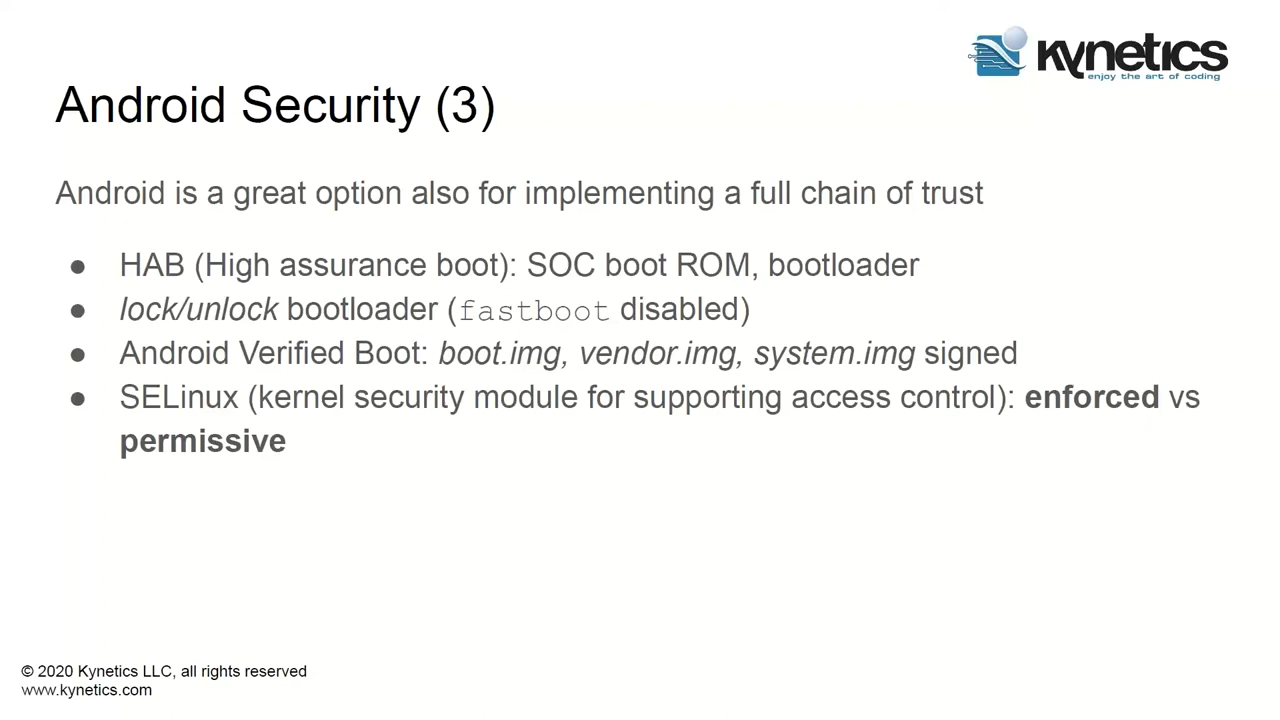 Kynetics
enjoy the art of coding
Android Security (3)
Android is a great option also for implementing a full chain of trust
● HAB (High assurance boot): SOC boot ROM, bootloader
● lock/unlock bootloader (fastboot disabled)
● Android Verified Boot: boot.img, vendor.img, system.img signed
● SELinux (kernel security module for supporting access control): enforced vs
permissive
© 2020 Kynetics LLC, all rights reserved
www.kynetics.com